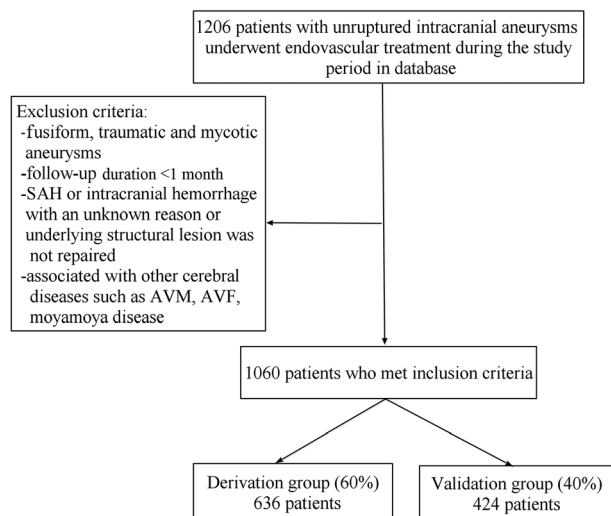 1206 patients with unruptured intracranial aneurysms
underwent endovascular treatment during the study
period in database
Exclusion criteria:
-fusiform, traumatic and mycotic
aneurysms
-follow-up duration <1 month
-SAH or intracranial hemorrhage
with an unknown reason or
underlying structural lesion was
not repaired
-associated with other cerebral
diseases such as AVM, AVF,
moyamoya disease
1060 patients who met inclusion criteria
Derivation group (60%)
636 patients
Validation group (40%)
424 patients